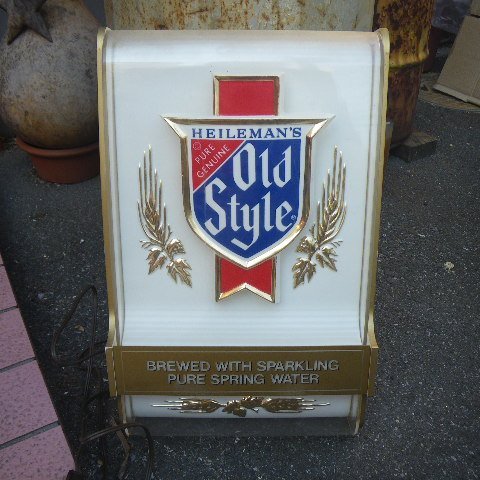 HEILEMAN'S
PURE
GENUINE
Old
Style
BREWED WITH SPARKLING
PURE SPRING WATER